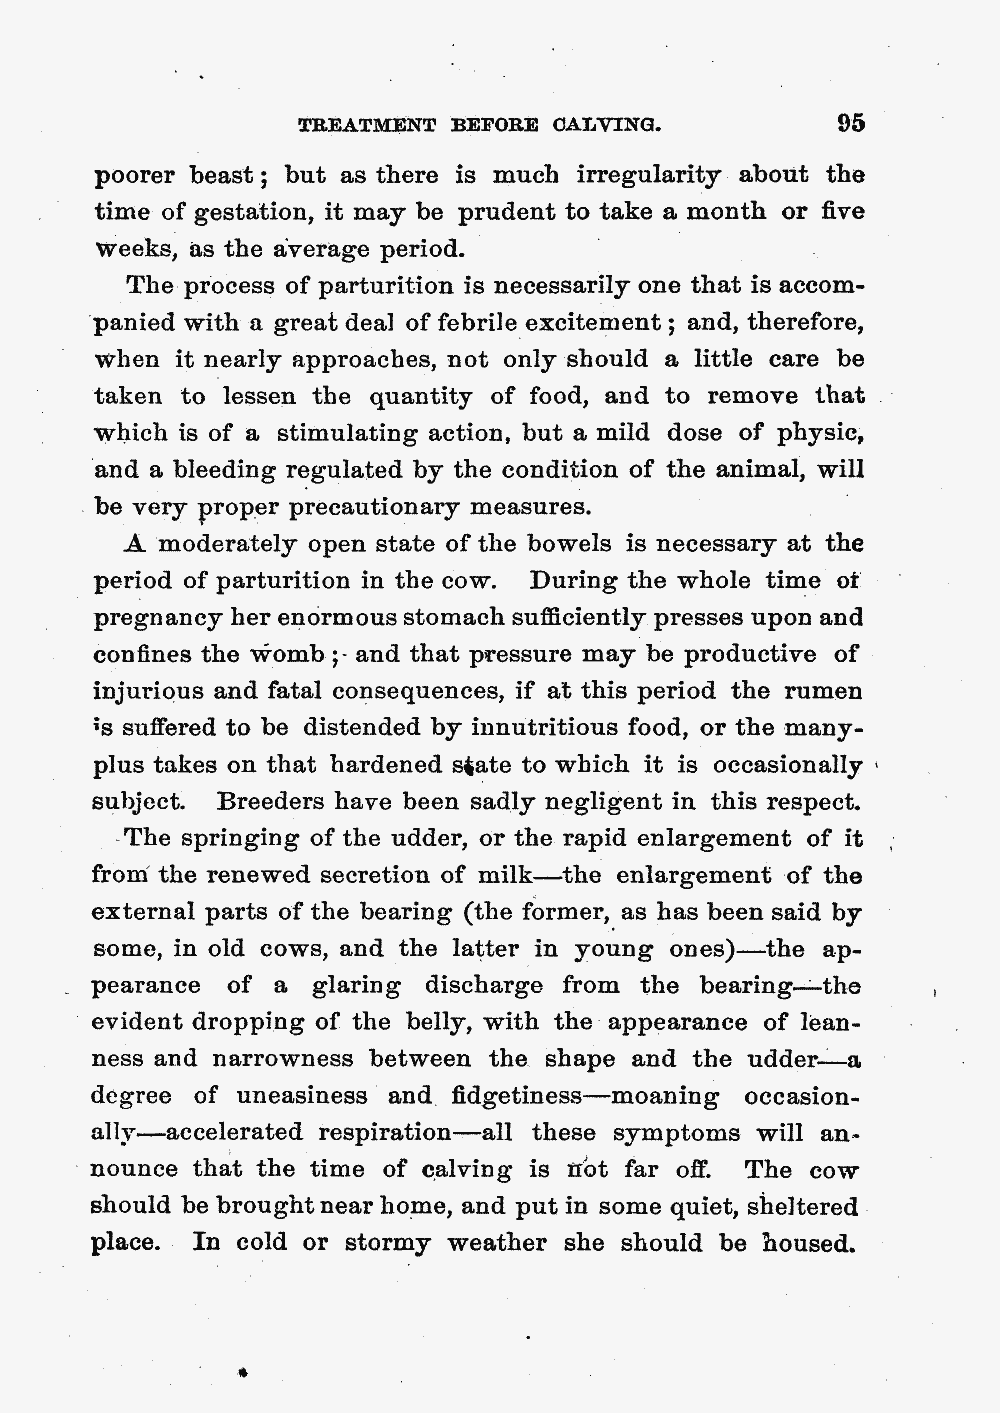 TREATMENT BEFORE CALVING. 95
poorer beast; but as there is much irregularity about the
time of gestation, it may be prudent to take a month or five
weeks, as the average period.
The process of parturition is necessarily one that is accom-
panied with a great deal of febrile excitement; and, therefore,
when it nearly approaches, not only should a little care be
taken to lessen the quantity of food, and to remove that
which is of a stimulating action, but a mild dose of physic,
and a bleeding regulated by the condition of the animal, will
be very proper precautionary measures.
A moderately open state of the bowels is necessary at the
period of parturition in the cow. During the whole time of
pregnancy her enormous stomach sufficiently presses upon and
confines the womb; and that pressure may be productive of
injurious and fatal consequences, if at this period the rumen
is suffered to be distended by innutritious food, or the many-
plus takes on that hardened state to which it is occasionally
subject. Breeders have been sadly negligent in this respect.
The springing of the udder, or the rapid enlargement of it
from the renewed secretion of milk—the enlargement of the
external parts of the bearing (the former, as has been said by
some, in old cows, and the latter in young ones)—the ap-
pearance of a glaring discharge from the bearing—the
evident dropping of the belly, with the appearance of lean-
ness and narrowness between the shape and the udder—a
degree of uneasiness and fidgetiness—moaning occasion-
ally—accelerated respiration—all these symptoms will an-
nounce that the time of calving is not far off. The cow
should be brought near home, and put in some quiet, sheltered
place. In cold or stormy weather she should be housed.